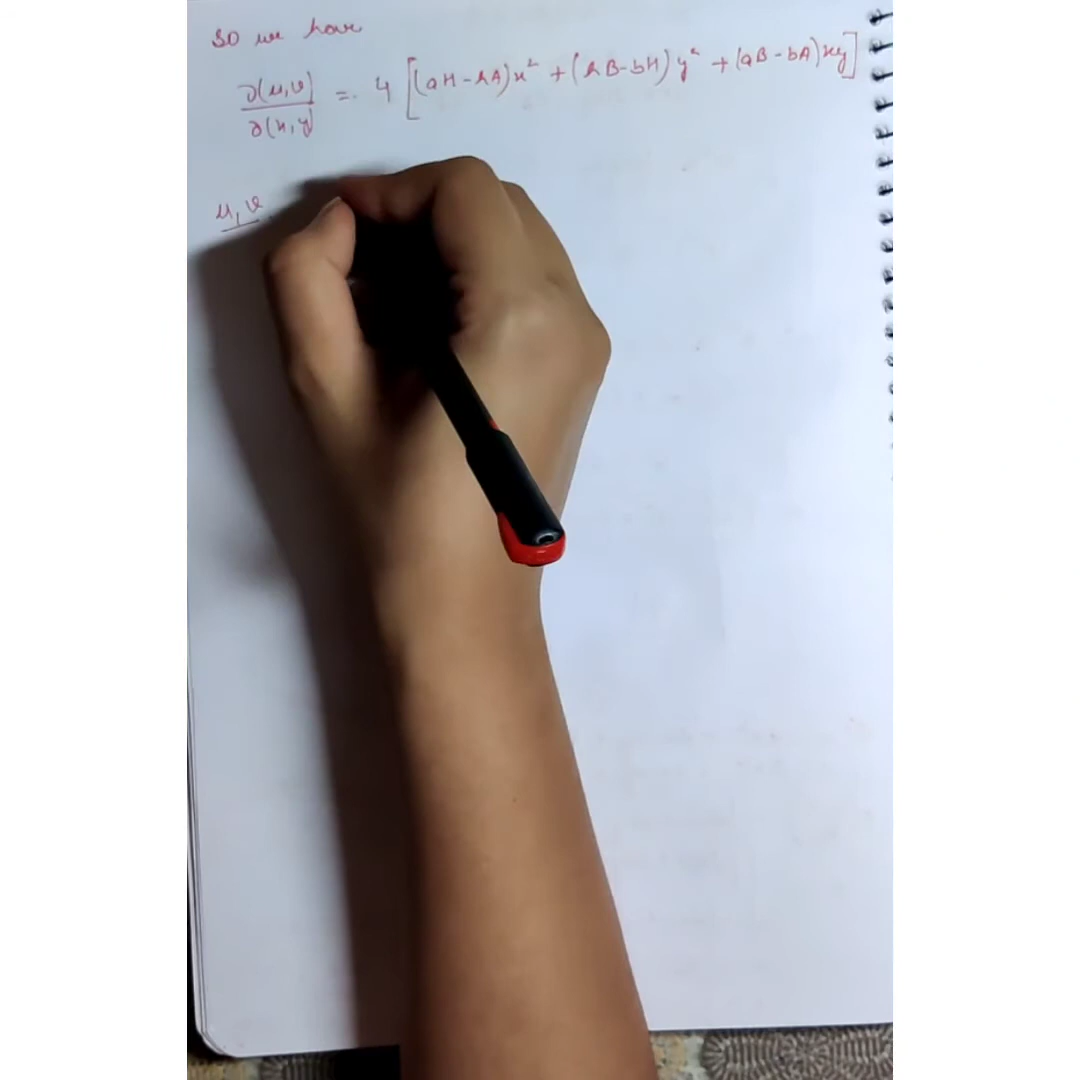 so we have
∂(u,v)/∂(x,y) = 4[(aH-hA)x² + (hB-bH)y² + (aB-bA)xy]
u, v